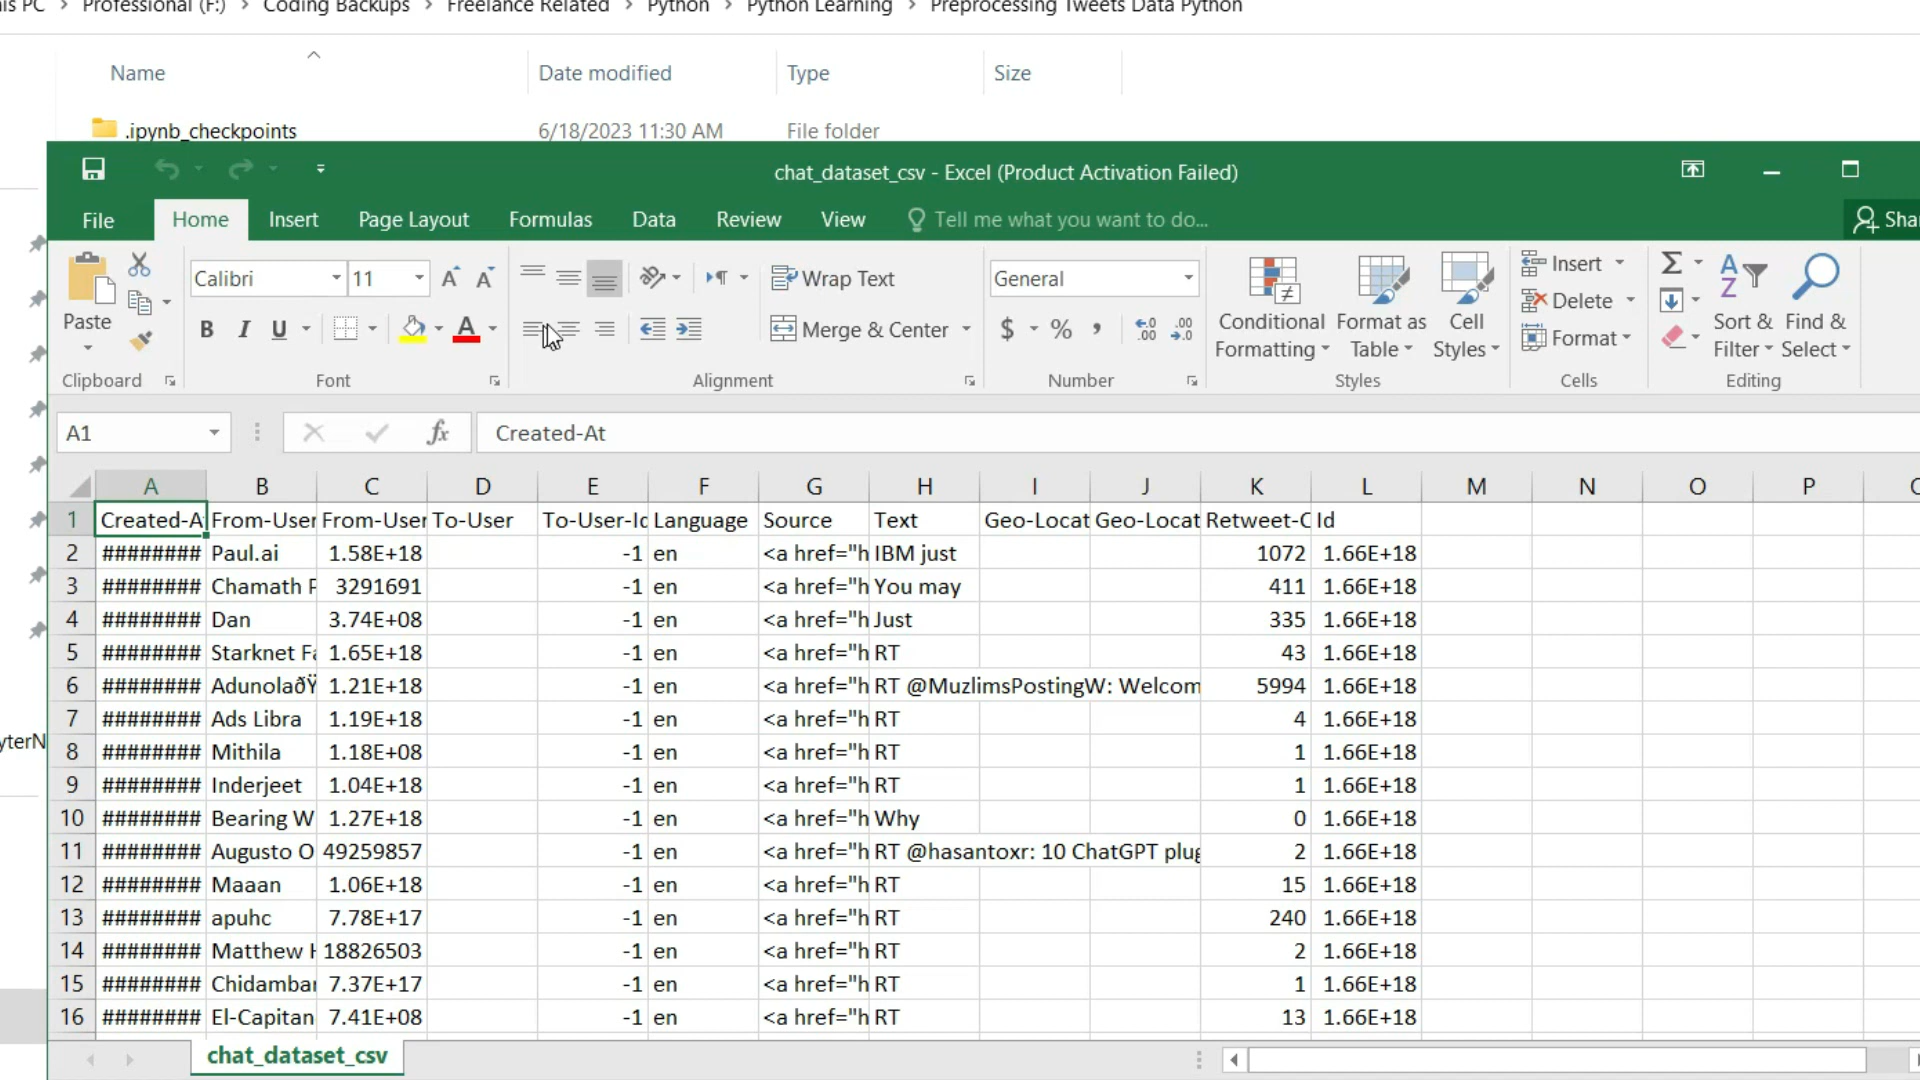 is PC > Professional (F:) > Coding Backups > Freelance Related > Python > Python Learning > Preprocessing Tweets Data Python
Name Date modified Type Size
.ipynb_checkpoints 6/18/2023 11:30 AM File folder
chat_dataset_csv - Excel (Product Activation Failed)
File Home Insert Page Layout Formulas Data Review View Tell me what you want to do... Shar
Paste Calibri 11 A A Wrap Text General Insert
B I U A Merge & Center $ % , Conditional Formatting Format as Table Cell Styles Delete Sort & Filter Find & Select
Format
Clipboard Font Alignment Number Styles Cells Editing
A1 fx Created-At
A B C D E F G H I J K L M N O P
1 Created-A From-User From-User To-User To-User-Id Language Source Text Geo-Locat Geo-Locat Retweet-C Id
2 ######## Paul.ai 1.58E+18 -1 en <a href="h IBM just 1072 1.66E+18
3 ######## Chamath P 3291691 -1 en <a href="h You may 411 1.66E+18
4 ######## Dan 3.74E+08 -1 en <a href="h Just 335 1.66E+18
5 ######## Starknet Fa 1.65E+18 -1 en <a href="h RT 43 1.66E+18
6 ######## AdunolaðŸ 1.21E+18 -1 en <a href="h RT @MuzlimsPostingW: Welcom 5994 1.66E+18
7 ######## Ads Libra 1.19E+18 -1 en <a href="h RT 4 1.66E+18
8 ######## Mithila 1.18E+08 -1 en <a href="h RT 1 1.66E+18
9 ######## Inderjeet 1.04E+18 -1 en <a href="h RT 1 1.66E+18
10 ######## Bearing W 1.27E+18 -1 en <a href="h Why 0 1.66E+18
11 ######## Augusto O 49259857 -1 en <a href="h RT @hasantoxr: 10 ChatGPT plug 2 1.66E+18
12 ######## Maaan 1.06E+18 -1 en <a href="h RT 15 1.66E+18
13 ######## apuhc 7.78E+17 -1 en <a href="h RT 240 1.66E+18
14 ######## Matthew H 18826503 -1 en <a href="h RT 2 1.66E+18
15 ######## Chidambar 7.37E+17 -1 en <a href="h RT 1 1.66E+18
16 ######## El-Capitan 7.41E+08 -1 en <a href="h RT 13 1.66E+18
yterN
chat_dataset_csv